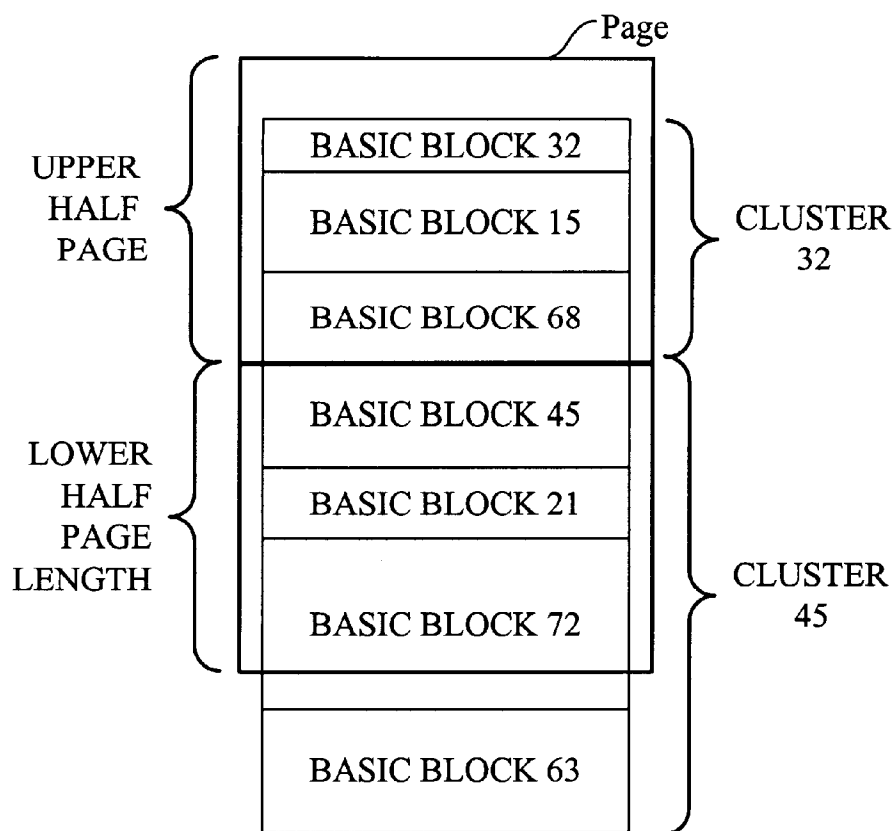 Page
UPPER
HALF
PAGE
BASIC BLOCK 32
BASIC BLOCK 15
BASIC BLOCK 68
CLUSTER
32
LOWER
HALF
PAGE
LENGTH
BASIC BLOCK 45
BASIC BLOCK 21
BASIC BLOCK 72
BASIC BLOCK 63
CLUSTER
45